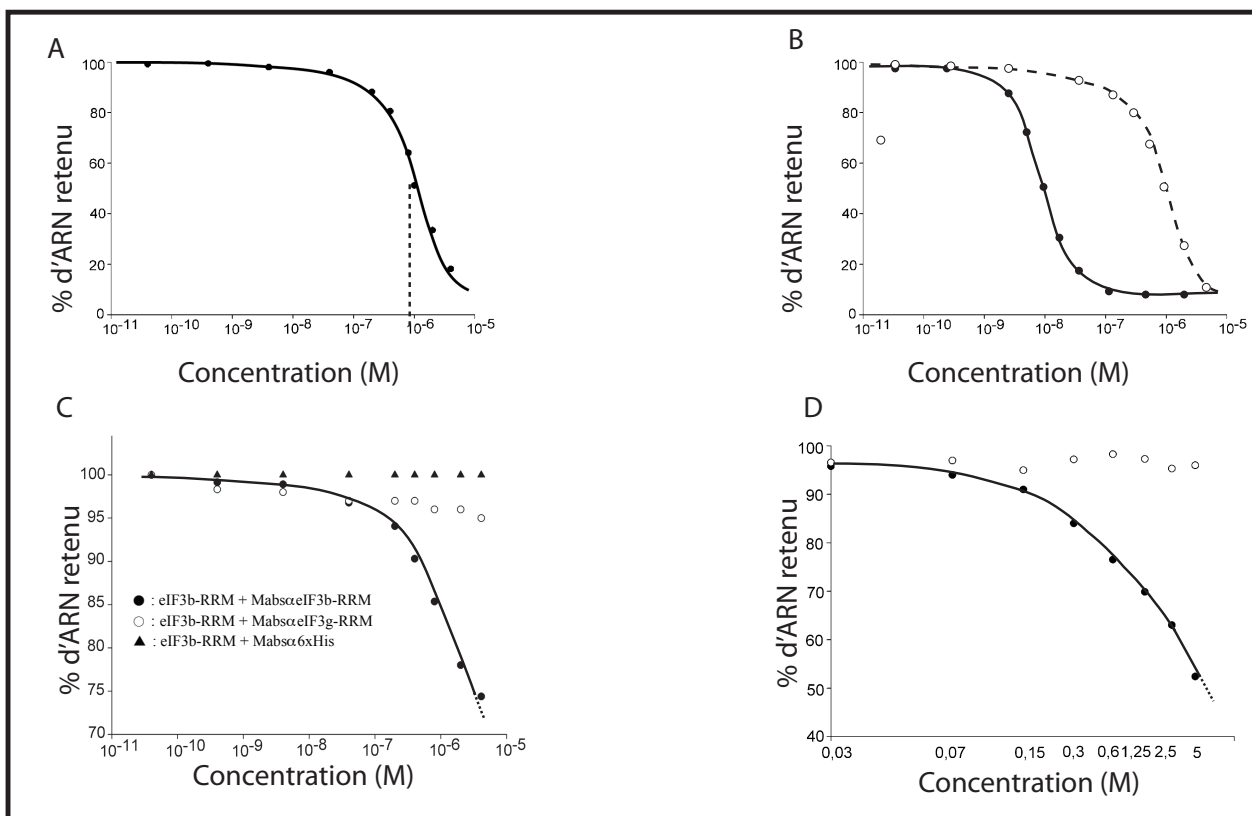 A
% d'ARN retenu
100
80
60
40
20
0
10-11 10-10 10-9 10-8 10-7 10-6 10-5
Concentration (M)
B
% d'ARN retenu
100
80
60
40
20
0
10-11 10-10 10-9 10-8 10-7 10-6 10-5
Concentration (M)
C
% d'ARN retenu
100
95
90
85
80
75
70
: eIF3b-RRM + MabsαeIF3b-RRM
: eIF3b-RRM + MabsαeIF3g-RRM
: eIF3b-RRM + Mabsα6xHis
10-11 10-10 10-9 10-8 10-7 10-6 10-5
Concentration (M)
D
% d'ARN retenu
100
90
80
70
60
50
40
0,03 0,07 0,15 0,3 0,61,25 2,5 5
Concentration (M)